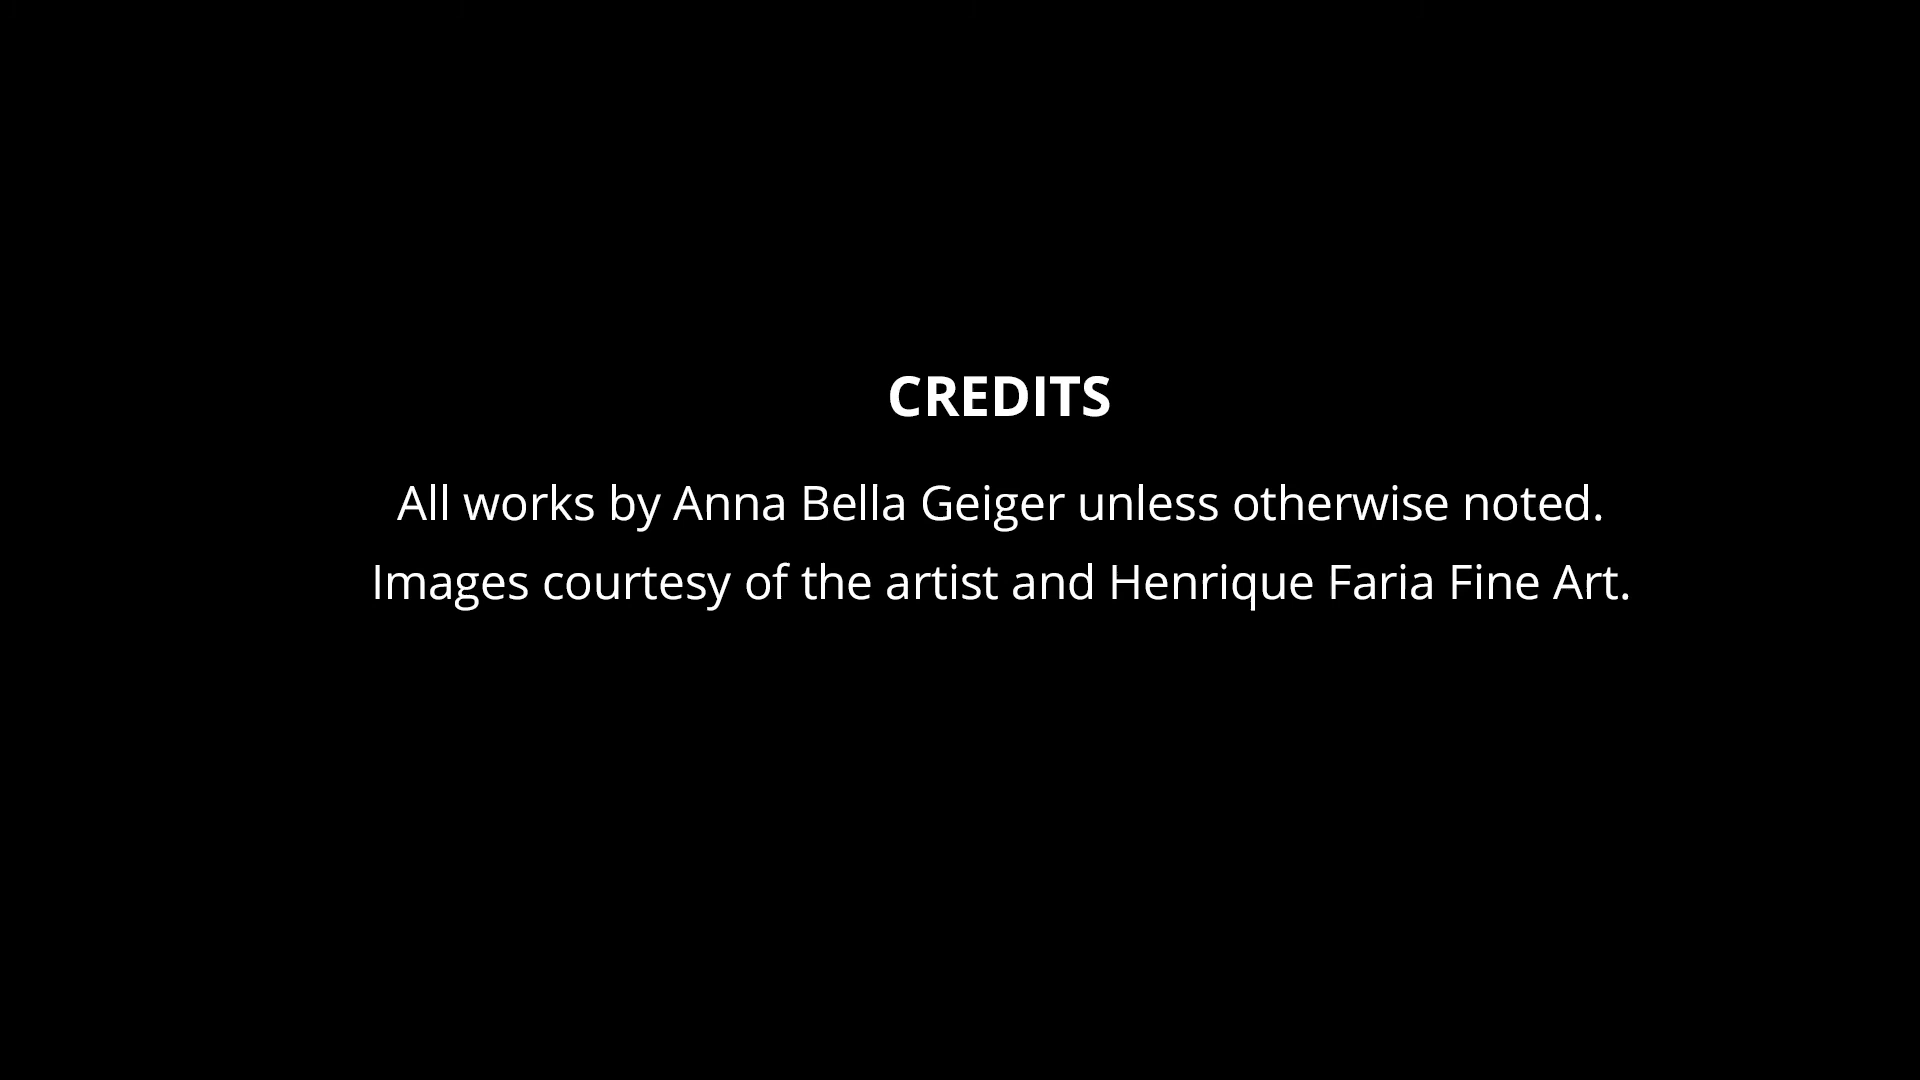 CREDITS
All works by Anna Bella Geiger unless otherwise noted.
Images courtesy of the artist and Henrique Faria Fine Art.